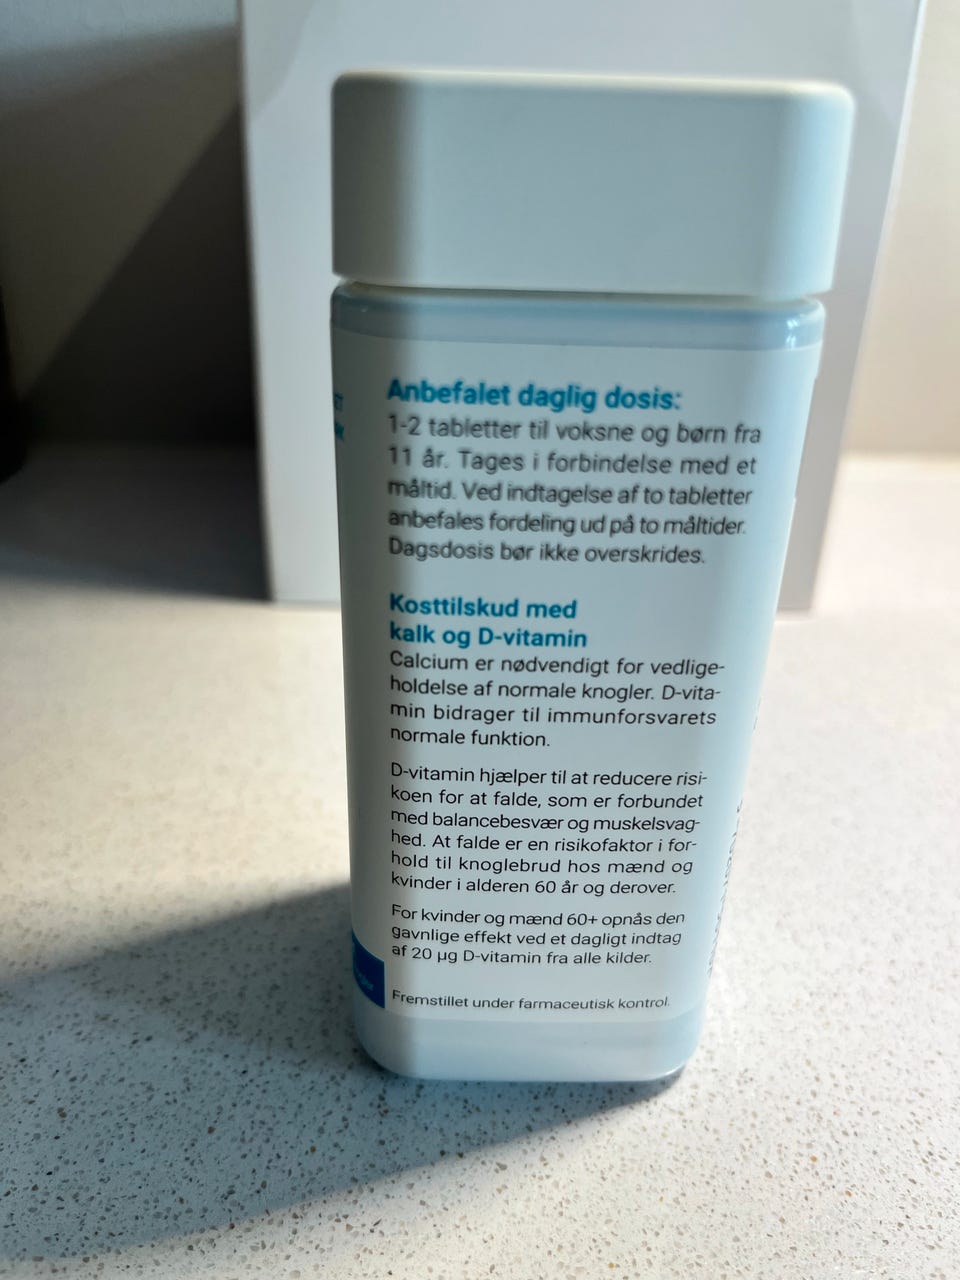 Anbefalet daglig dosis:
1-2 tabletter til voksne og børn fra
11 år. Tages i forbindelse med et
måltid. Ved indtagelse af to tabletter
anbefales fordeling ud på to måltider.
Dagsdosis bør ikke overskrides.
Kosttilskud med
kalk og D-vitamin
Calcium er nødvendigt for vedlige-
holdelse af normale knogler. D-vita-
min bidrager til immunforsvarets
normale funktion.
D-vitamin hjælper til at reducere risi-
koen for at falde, som er forbundet
med balancebesvær og muskelsvag-
hed. At falde er en risikofaktor i for-
hold til knoglebrud hos mænd og
kvinder i alderen 60 år og derover.
For kvinder og mænd 60+ opnås den
gavnlige effekt ved et dagligt indtag
af 20 µg D-vitamin fra alle kilder.
Fremstillet under farmaceutisk kontrol.